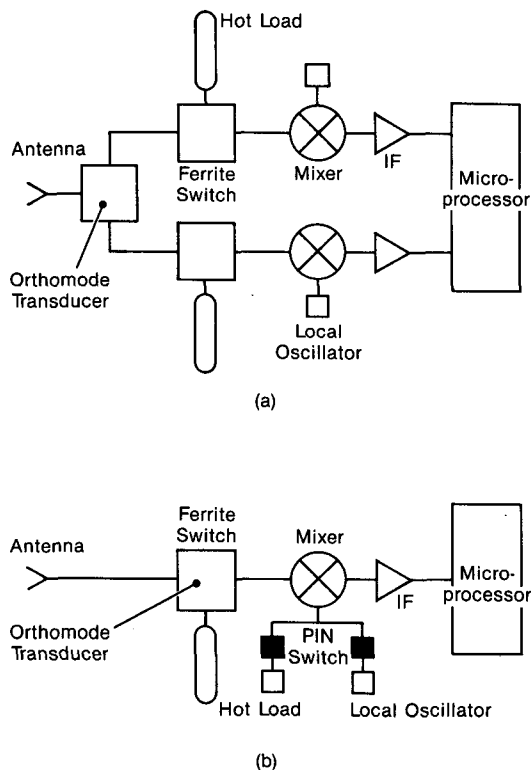 Hot Load
Antenna
Ferrite
Switch
Mixer
IF
Micro-
processor
Orthomode
Transducer
Local
Oscillator
(a)
Ferrite
Switch
Mixer
Antenna
Micro-
processor
IF
Orthomode
Transducer
PIN
Switch
Hot Load
Local Oscillator
(b)